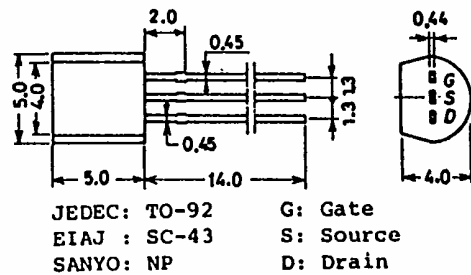 2.0
0.45
0.44
5.0
4.0
1.3
1.3
G
S
D
0.45
5.0
14.0
4.0
JEDEC: TO-92 G: Gate
EIAJ : SC-43 S: Source
SANYO: NP D: Drain